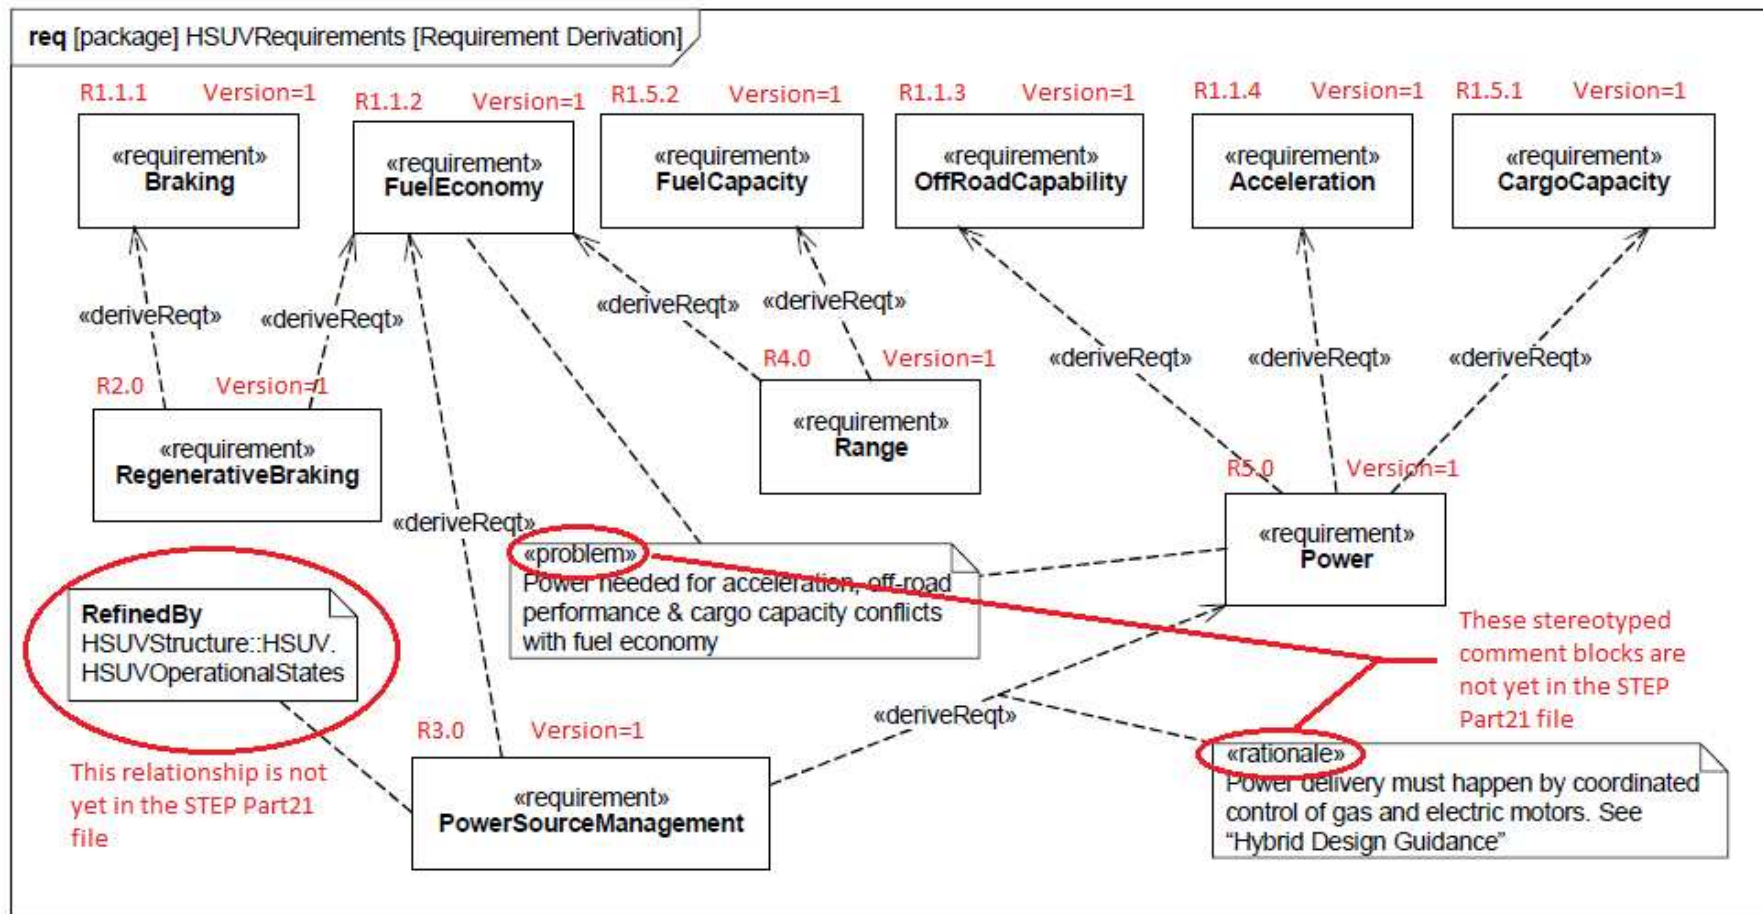 req [package] HSUVRequirements [Requirement Derivation]
R1.1.1 Version=1
R1.1.2 Version=1
R1.5.2 Version=1
R1.1.3 Version=1
R1.1.4 Version=1
R1.5.1 Version=1
«requirement»
Braking
«requirement»
FuelEconomy
«requirement»
FuelCapacity
«requirement»
OffRoadCapability
«requirement»
Acceleration
«requirement»
CargoCapacity
«deriveReqt»
«deriveReqt»
«deriveReqt»
«deriveReqt»
«deriveReqt»
«deriveReqt»
«deriveReqt»
R2.0 Version=1
«requirement»
RegenerativeBraking
R4.0 Version=1
«requirement»
Range
R5.0 Version=1
«requirement»
Power
«deriveReqt»
«problem»
Power needed for acceleration, off-road
performance & cargo capacity conflicts
with fuel economy
RefinedBy
HSUVStructure::HSUV.
HSUVOperationalStates
These stereotyped
comment blocks are
not yet in the STEP
Part21 file
«deriveReqt»
R3.0 Version=1
«requirement»
PowerSourceManagement
This relationship is not
yet in the STEP Part21
file
«rationale»
Power delivery must happen by coordinated
control of gas and electric motors. See
“Hybrid Design Guidance”